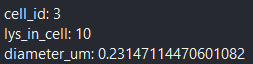 cell_id: 3
lys_in_cell: 10
diameter_um: 0.23147114470601082